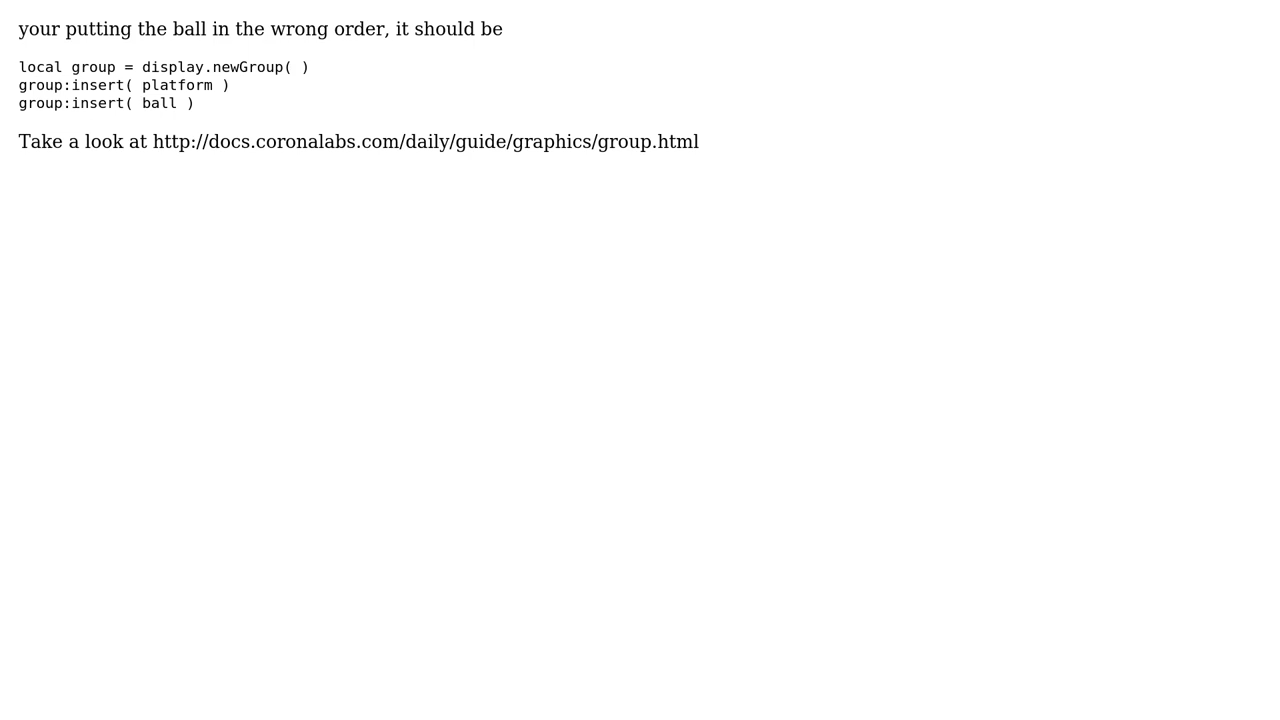 your putting the ball in the wrong order, it should be
local group = display.newGroup( )
group:insert( platform )
group:insert( ball )
Take a look at http://docs.coronalabs.com/daily/guide/graphics/group.html